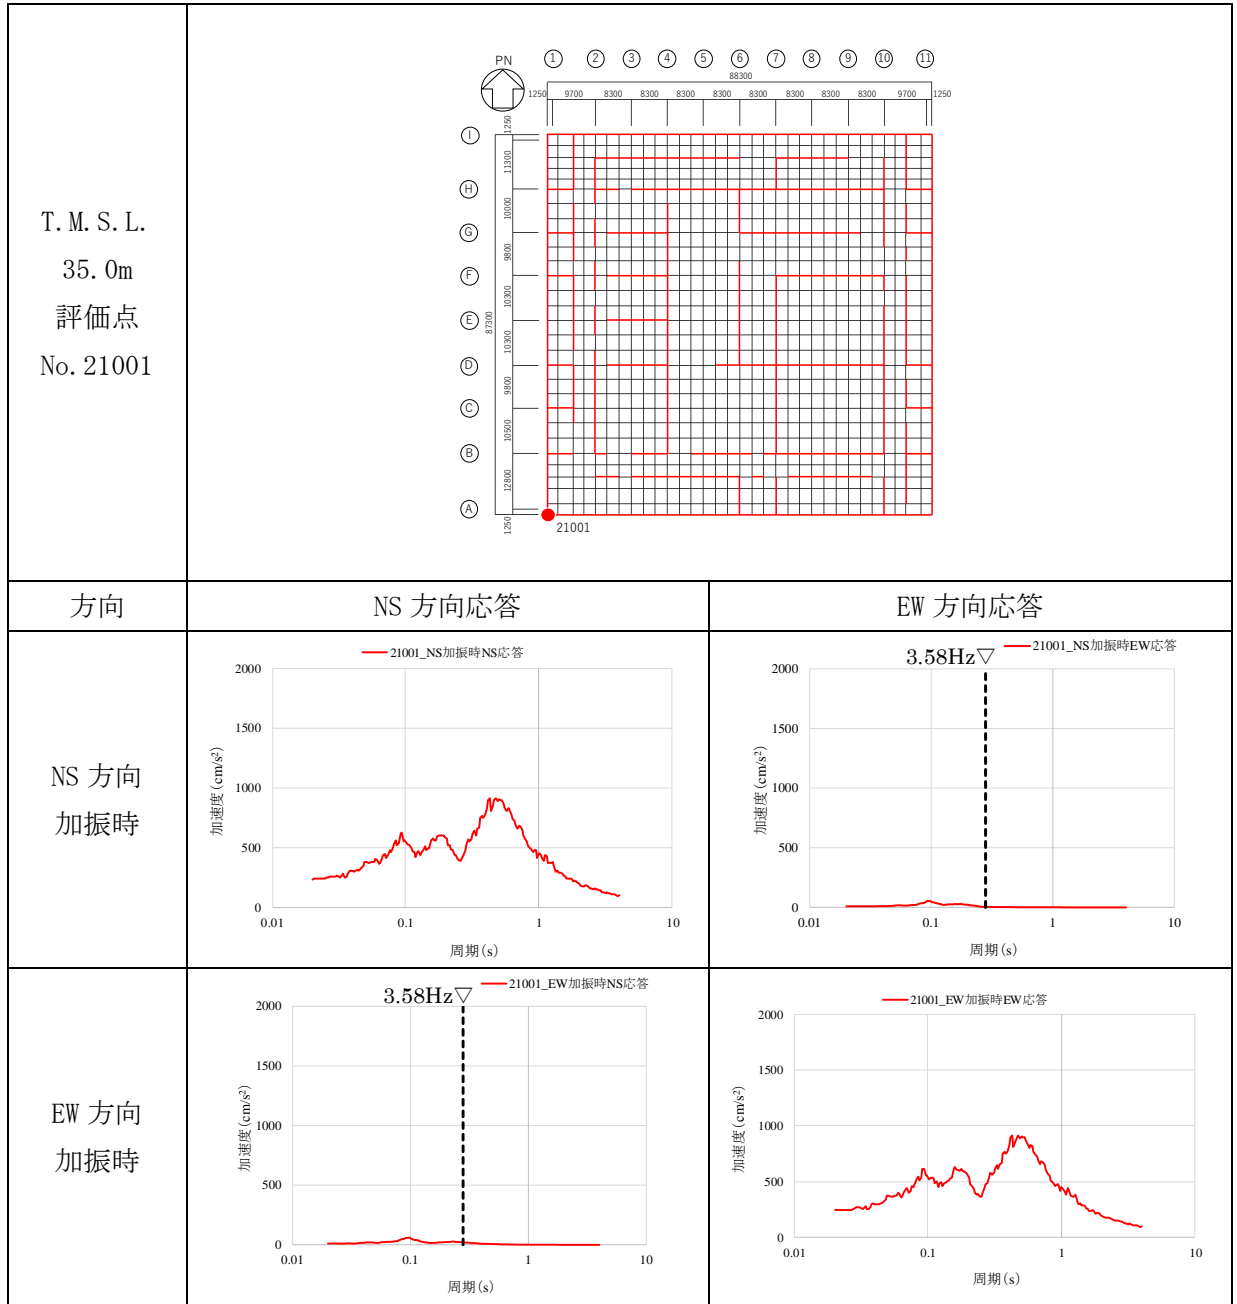 T.M.S.L.
35.0m
評価点
No.21001
PN
1 2 3 4 5 6 7 8 9 10 11
88300
1250 9700 8300 8300 8300 8300 8300 8300 8300 8300 9700 1250
I
H
G
F
E
D
C
B
A
87300
1250
11300
10000
9800
10300
10300
9800
10500
12800
1250
21001
方向
NS 方向応答
EW 方向応答
NS 方向
加振時
21001_NS加振時NS応答
加速度(cm/s²)
2000
1500
1000
500
0
0.01 0.1 1 10
周期(s)
21001_NS加振時EW応答
3.58Hz▽
加速度(cm/s²)
2000
1500
1000
500
0
0.01 0.1 1 10
周期(s)
EW 方向
加振時
21001_EW加振時NS応答
3.58Hz▽
加速度(cm/s²)
2000
1500
1000
500
0
0.01 0.1 1 10
周期(s)
21001_EW加振時EW応答
加速度(cm/s²)
2000
1500
1000
500
0
0.01 0.1 1 10
周期(s)